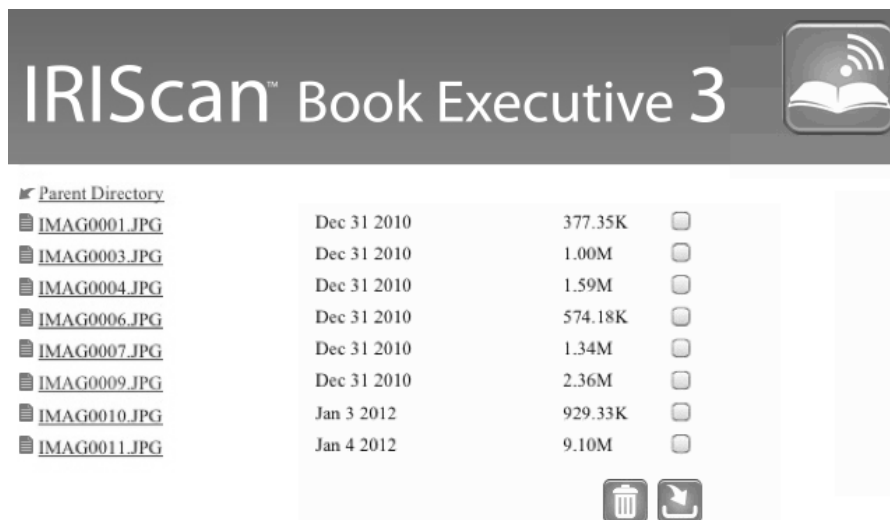 IRIScan™ Book Executive 3
Parent Directory
IMAG0001.JPG Dec 31 2010 377.35K
IMAG0003.JPG Dec 31 2010 1.00M
IMAG0004.JPG Dec 31 2010 1.59M
IMAG0006.JPG Dec 31 2010 574.18K
IMAG0007.JPG Dec 31 2010 1.34M
IMAG0009.JPG Dec 31 2010 2.36M
IMAG0010.JPG Jan 3 2012 929.33K
IMAG0011.JPG Jan 4 2012 9.10M